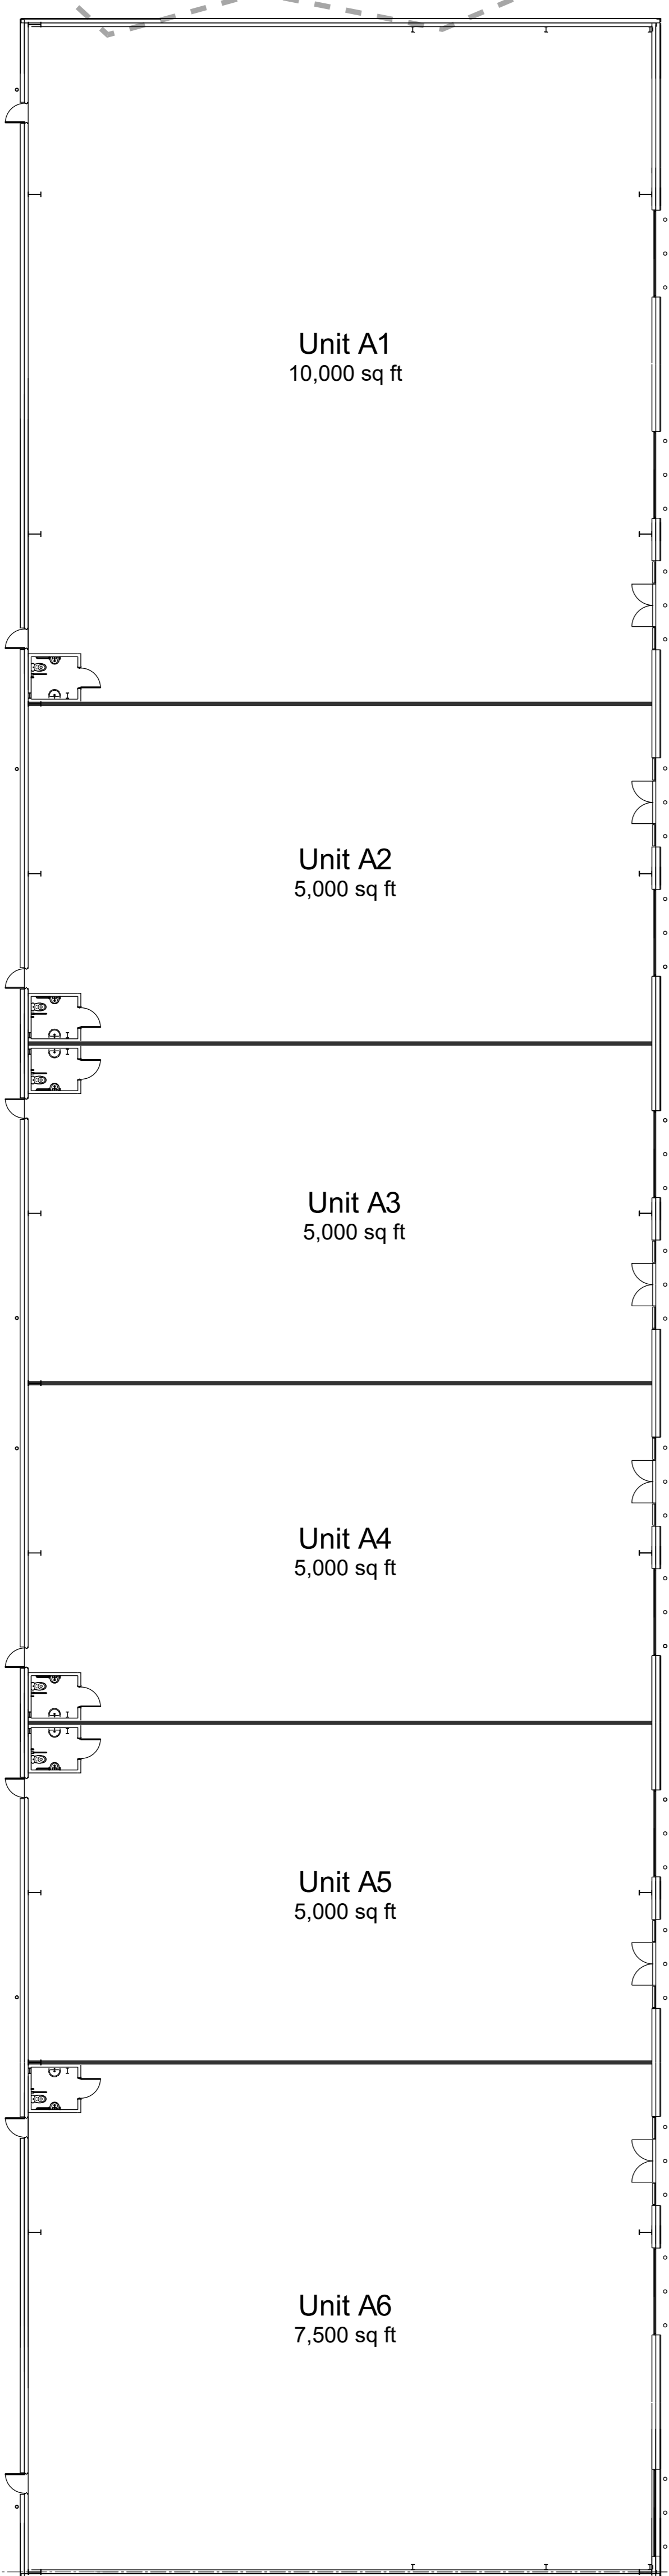 Unit A1
10,000 sq ft
Unit A2
5,000 sq ft
Unit A3
5,000 sq ft
Unit A4
5,000 sq ft
Unit A5
5,000 sq ft
Unit A6
7,500 sq ft